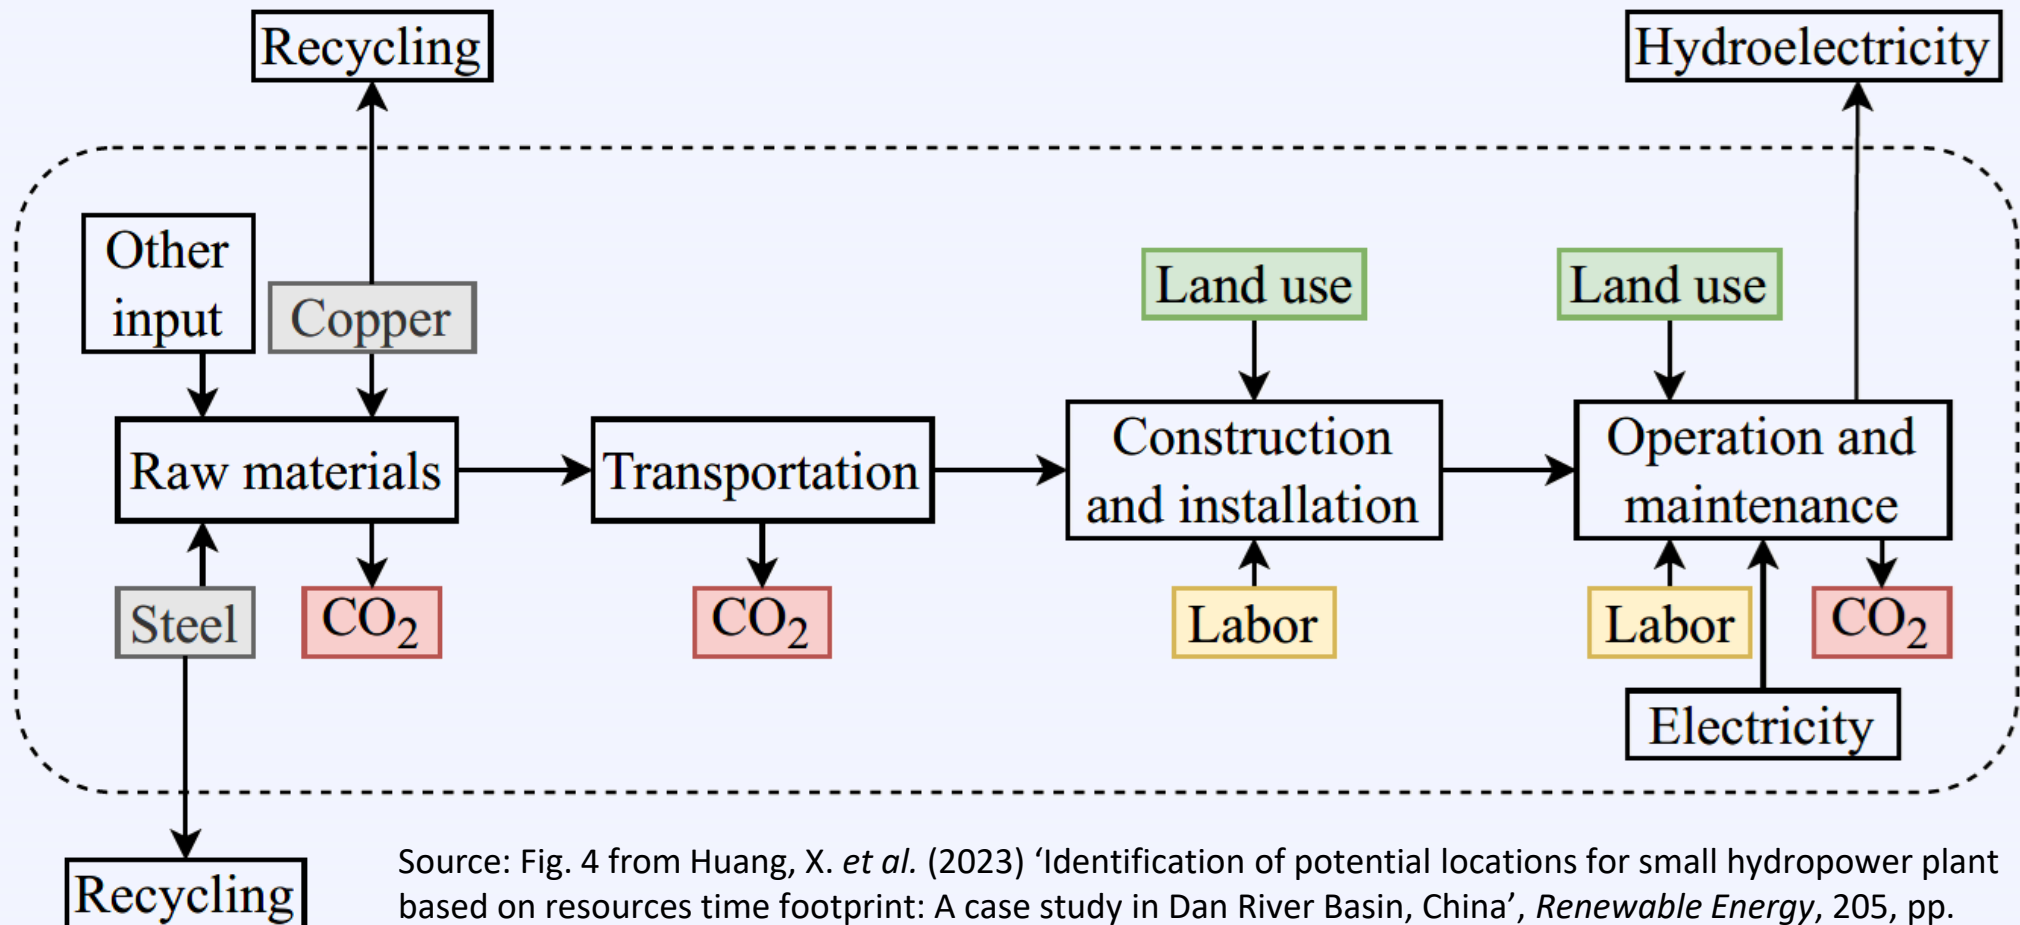 Recycling
Hydroelectricity
Other
input
Copper
Land use
Land use
Raw materials
Transportation
Construction
and installation
Operation and
maintenance
Steel
CO2
CO2
Labor
Labor
CO2
Electricity
Recycling
Source: Fig. 4 from Huang, X. et al. (2023) ‘Identification of potential locations for small hydropower plant
based on resources time footprint: A case study in Dan River Basin, China’, Renewable Energy, 205, pp.